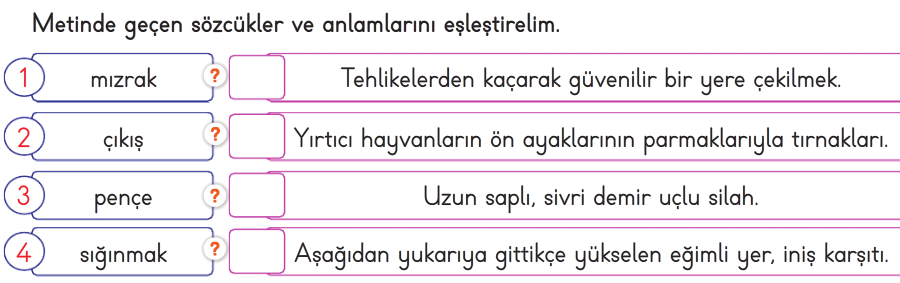 Metinde geçen sözcükler ve anlamlarını eşleştirelim.
1 mızrak ? Tehlikelerden kaçarak güvenilir bir yere çekilmek.
2 çıkış ? Yırtıcı hayvanların ön ayaklarının parmaklarıyla tırnakları.
3 pençe ? Uzun saplı, sivri demir uçlu silah.
4 sığınmak ? Aşağıdan yukarıya gittikçe yükselen eğimli yer, iniş karşıtı.